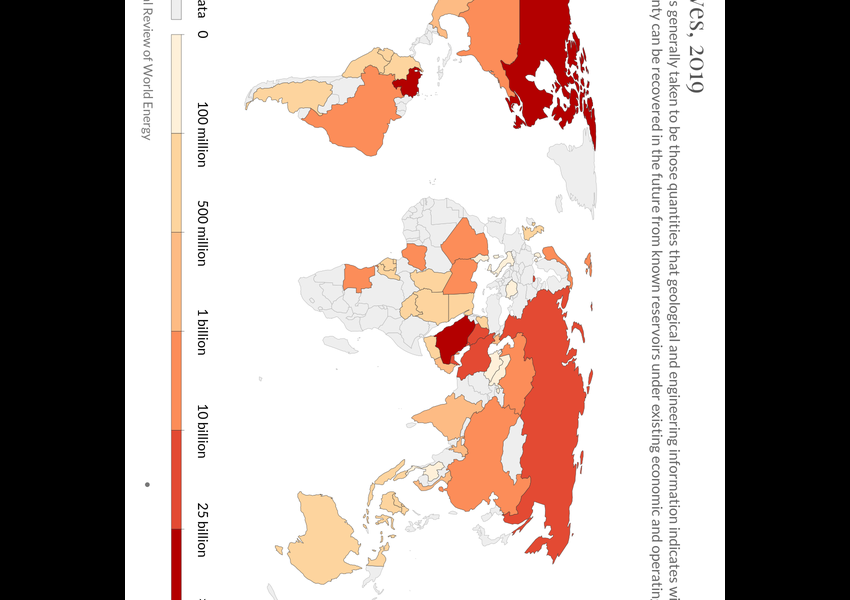 ves, 2019
s generally taken to be those quantities that geological and engineering information indicates wi
nty can be recovered in the future from known reservoirs under existing economic and operatin
ata
0
100 million
500 million
1 billion
10 billion
25 billion
al Review of World Energy